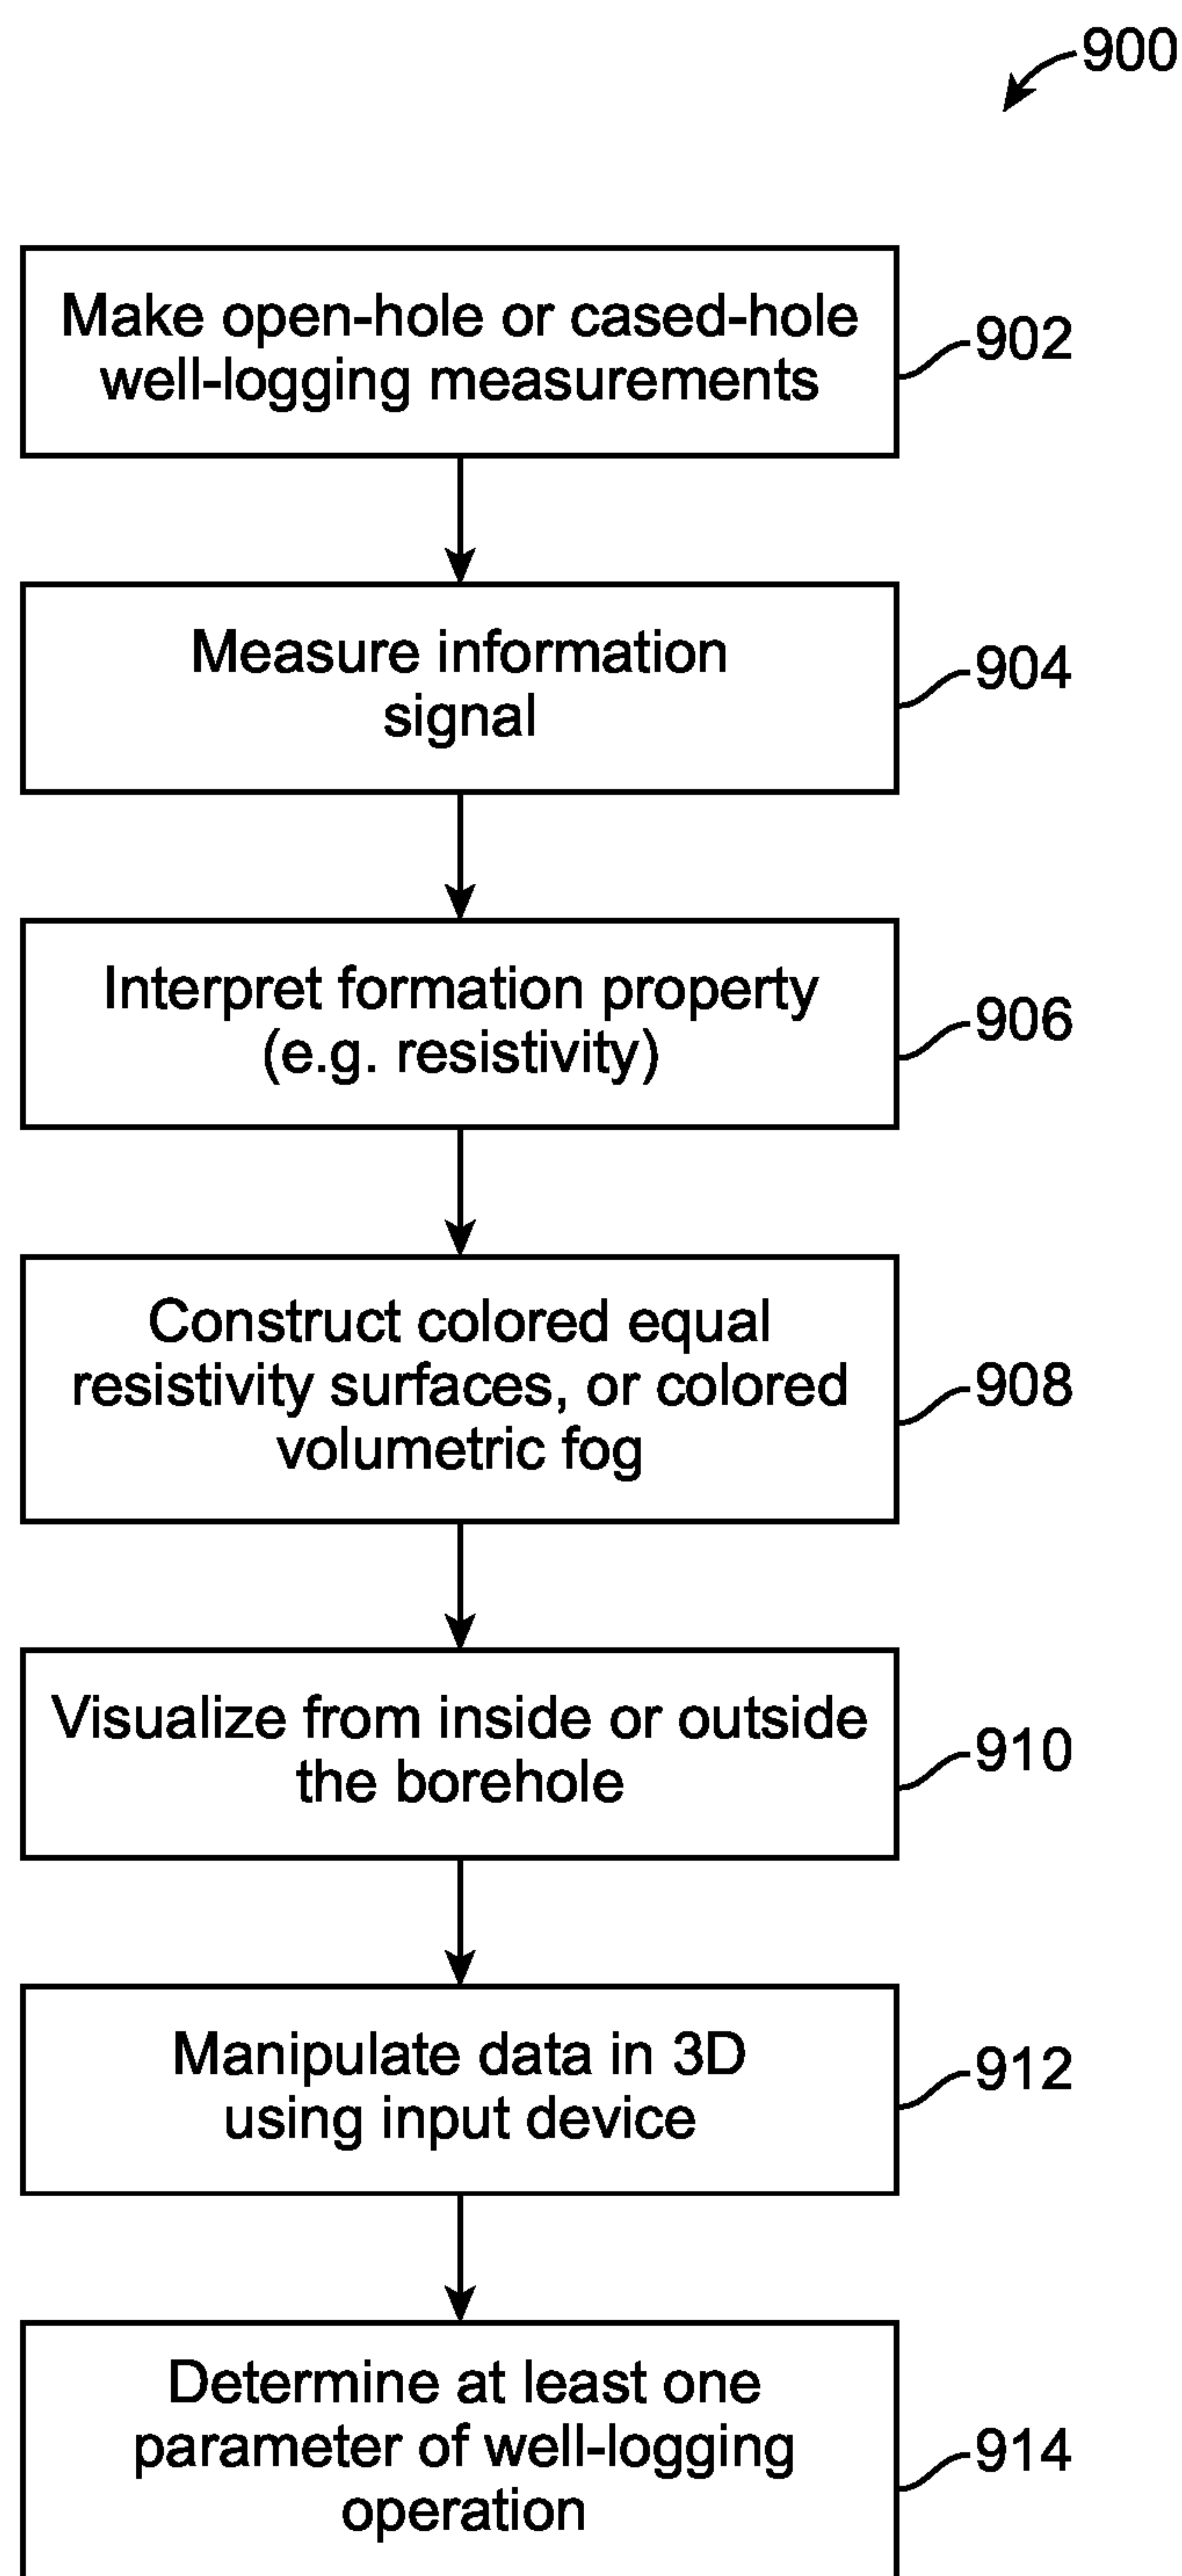 900
Make open-hole or cased-hole
well-logging measurements
902
Measure information
signal
904
Interpret formation property
(e.g. resistivity)
906
Construct colored equal
resistivity surfaces, or colored
volumetric fog
908
Visualize from inside or outside
the borehole
910
Manipulate data in 3D
using input device
912
Determine at least one
parameter of well-logging
operation
914